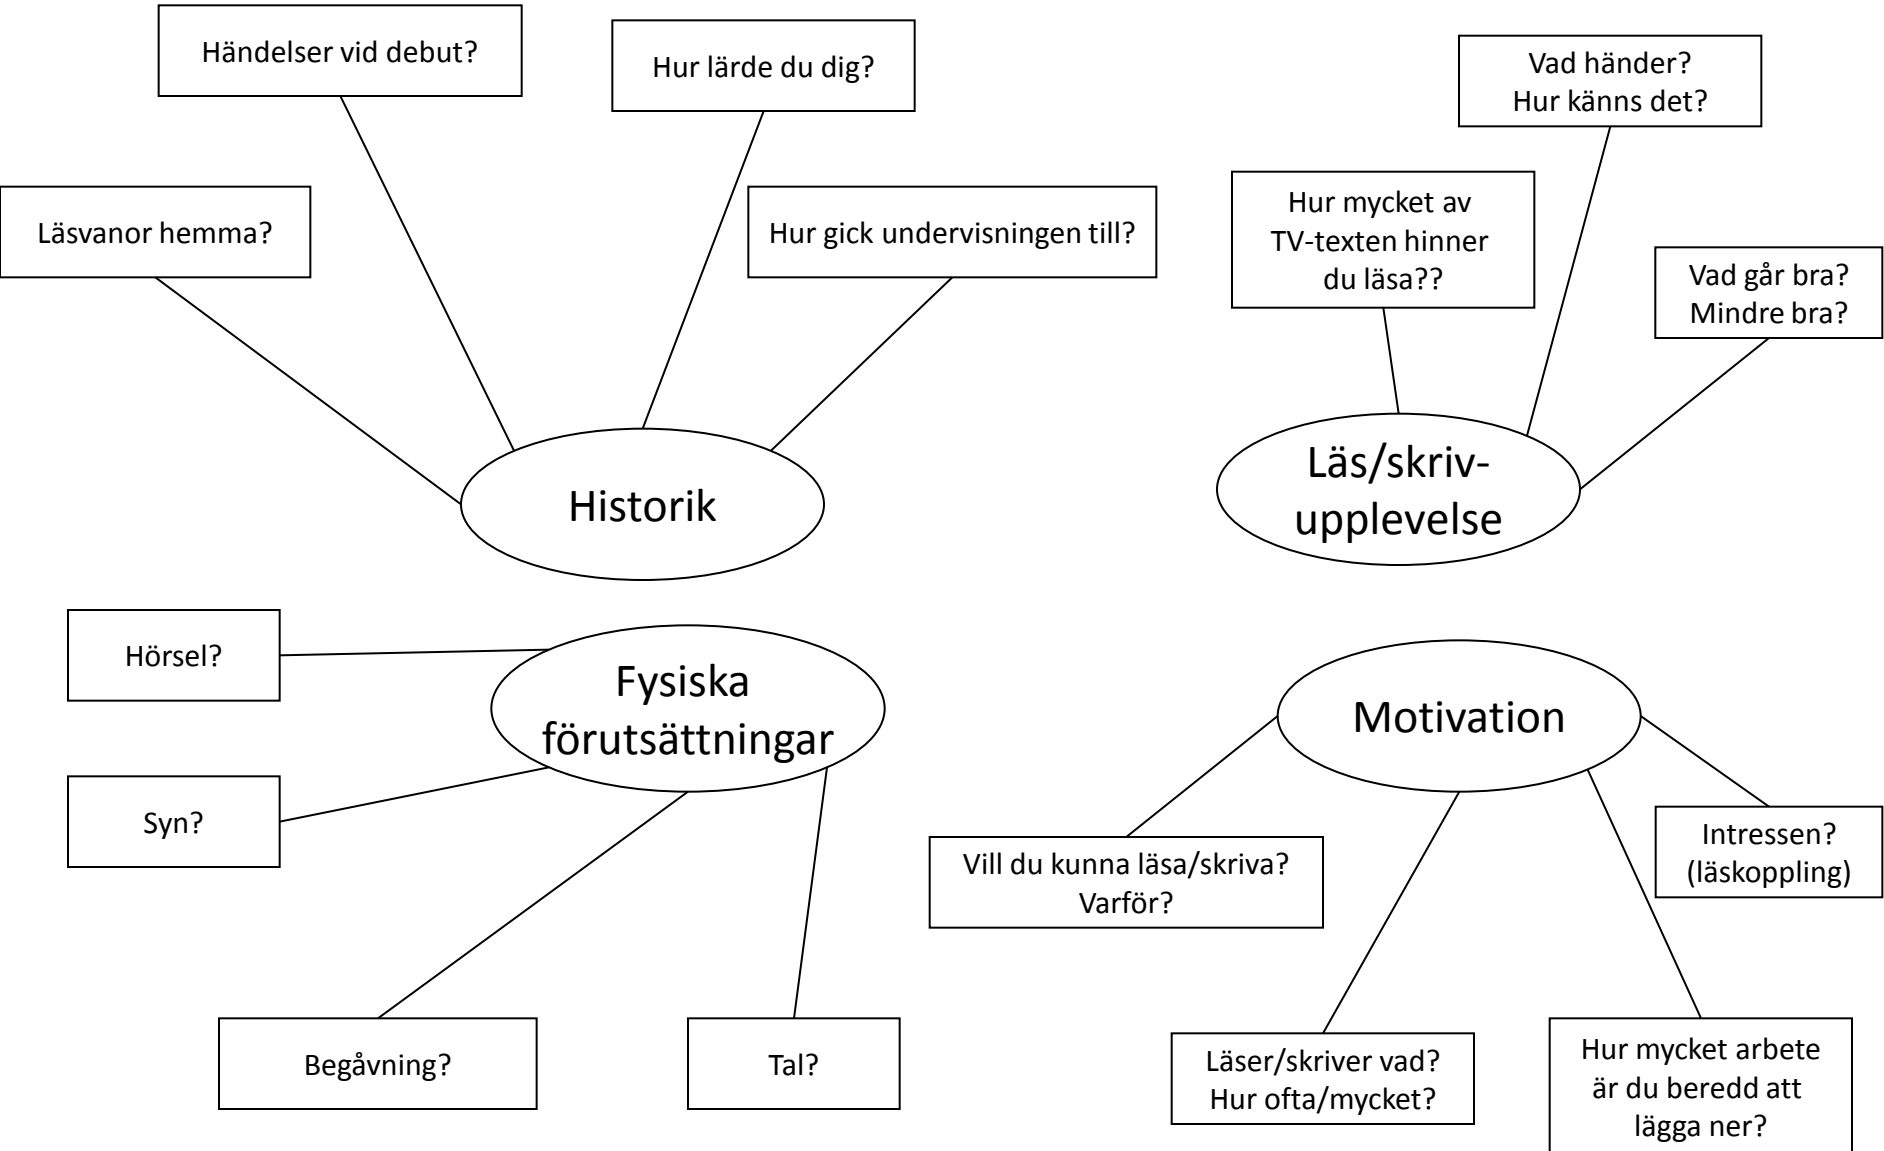 Händelser vid debut?
Hur lärde du dig?
Läsvanor hemma?
Hur gick undervisningen till?
Historik
Vad händer?
Hur känns det?
Hur mycket av
TV-texten hinner
du läsa??
Vad går bra?
Mindre bra?
Läs/skriv-
upplevelse
Hörsel?
Fysiska
förutsättningar
Syn?
Begåvning?
Tal?
Motivation
Vill du kunna läsa/skriva?
Varför?
Intressen?
(läskoppling)
Läser/skriver vad?
Hur ofta/mycket?
Hur mycket arbete
är du beredd att
lägga ner?